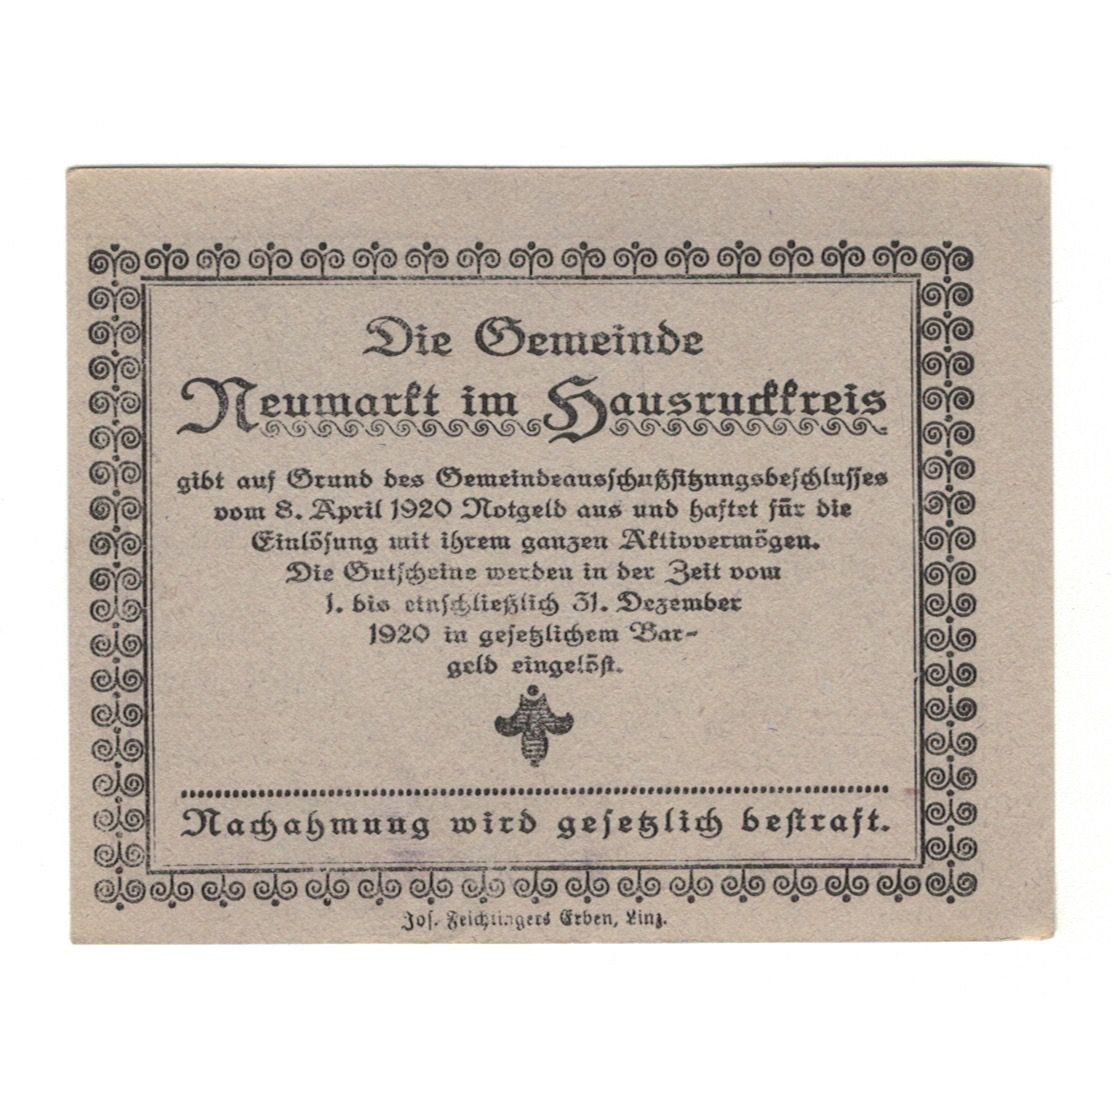 Die Gemeinde
Neumarkt im Hausruckkreis
gibt auf Grund des Gemeindeausschußsitzungsbeschlusses
vom 8. April 1920 Notgeld aus und haftet für die
Einlösung mit ihrem ganzen Aktivvermögen.
Die Gutscheine werden in der Zeit vom
1. bis einschließlich 31. Dezember
1920 in gesetzlichem Bar-
geld eingelöst.
Nachahmung wird gesetzlich bestraft.
Jos. Feichtingers Erben, Linz.